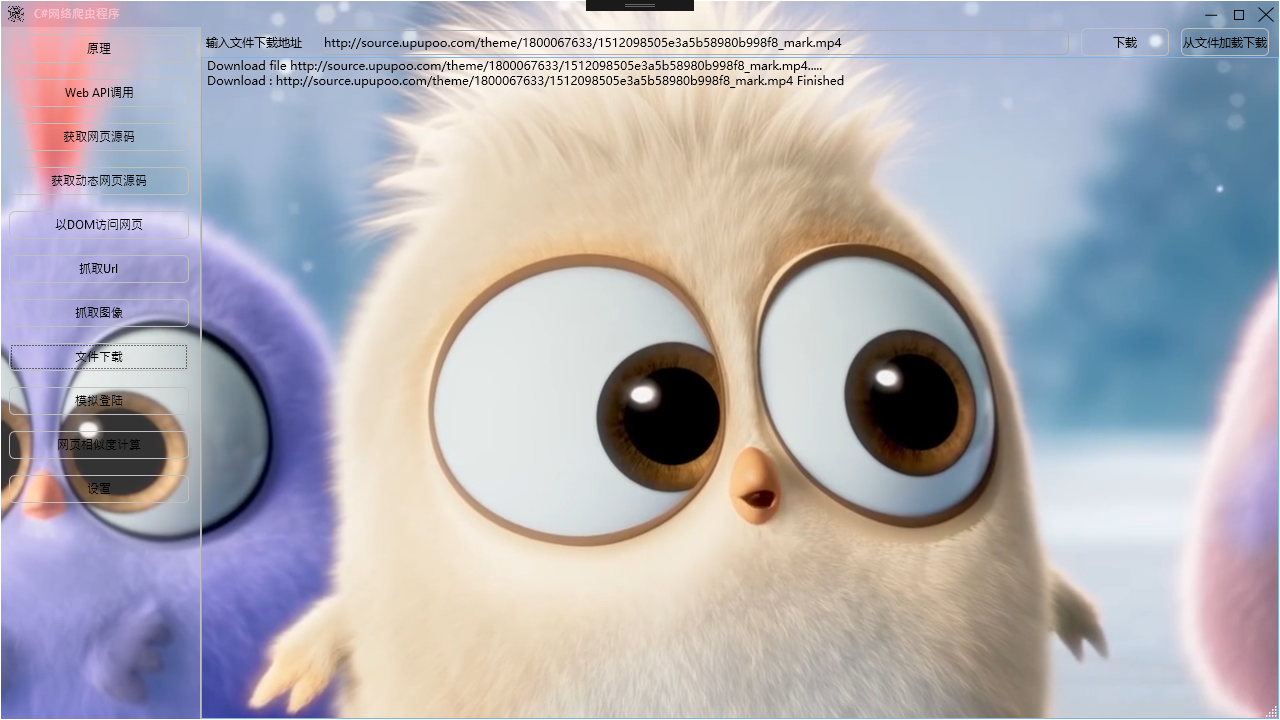 C#网络爬虫程序
输入文件下载地址 http://source.upupoo.com/theme/1800067633/1512098505e3a5b58980b998f8_mark.mp4 下载 从文件加载下载
Download file http://source.upupoo.com/theme/1800067633/1512098505e3a5b58980b998f8_mark.mp4.....
Download : http://source.upupoo.com/theme/1800067633/1512098505e3a5b58980b998f8_mark.mp4 Finished
原理
Web API调用
获取网页源码
获取动态网页源码
以DOM访问网页
抓取Url
抓取图像
文件下载
模拟登陆
网页相似度计算
设置